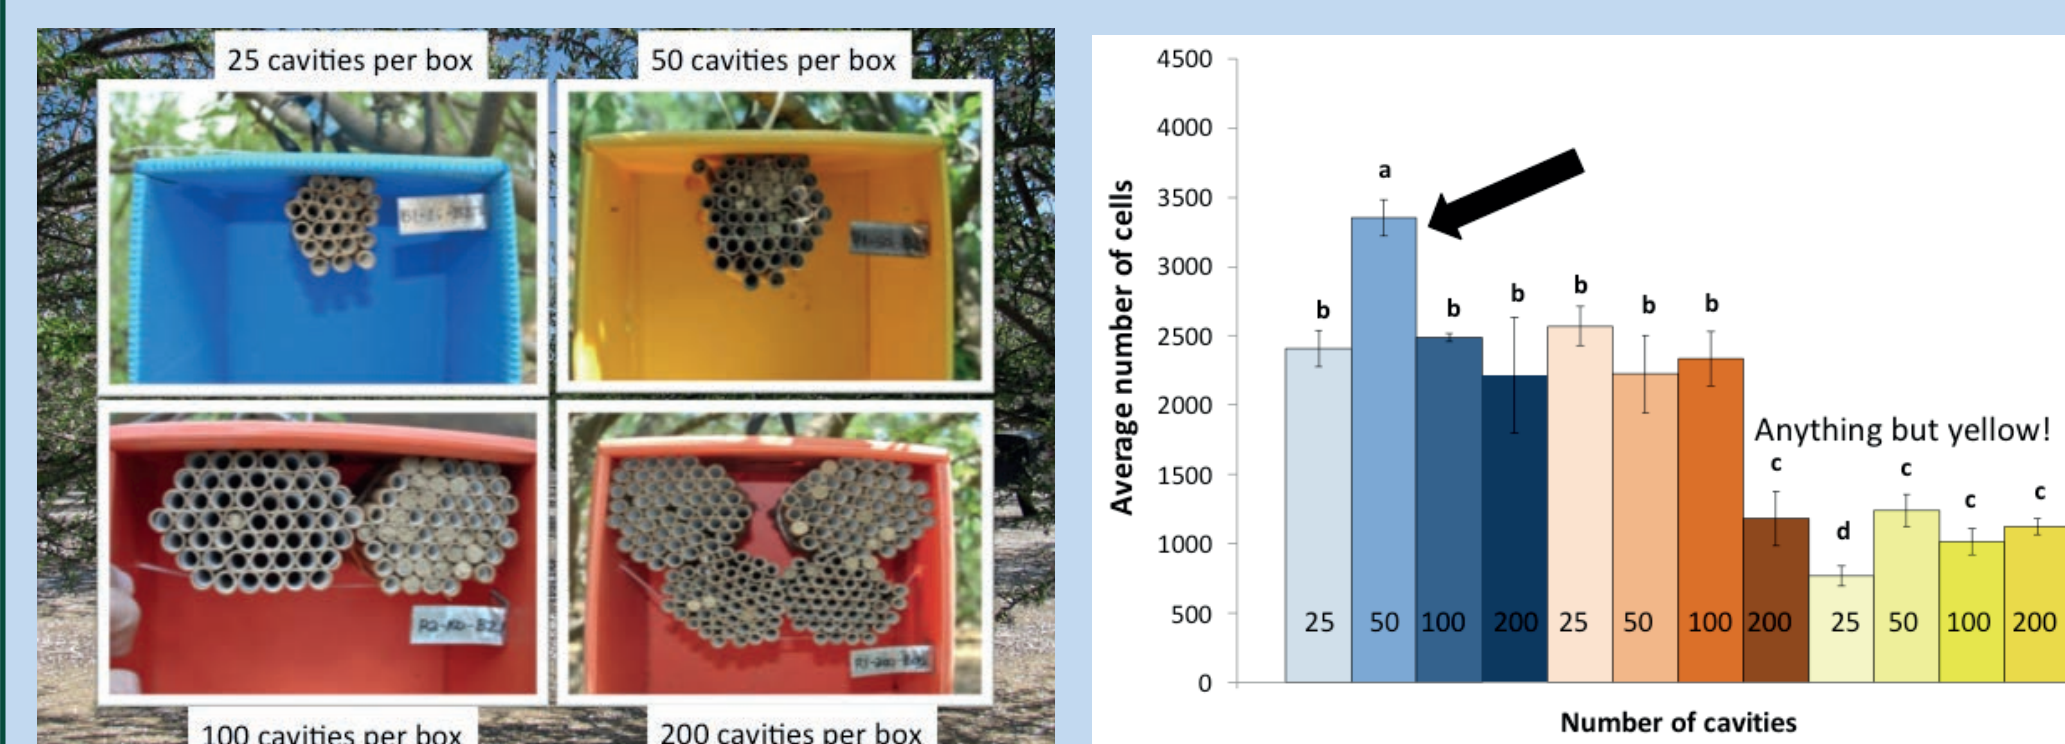 25 cavities per box
50 cavities per box
100 cavities per box
200 cavities per box
4500
4000
3500
3000
2500
2000
1500
1000
500
0
Average number of cells
a
b
b
b
b
b
b
Anything but yellow!
c
d
c
c
c
25 50 100 200 25 50 100 200 25 50 100 200
Number of cavities